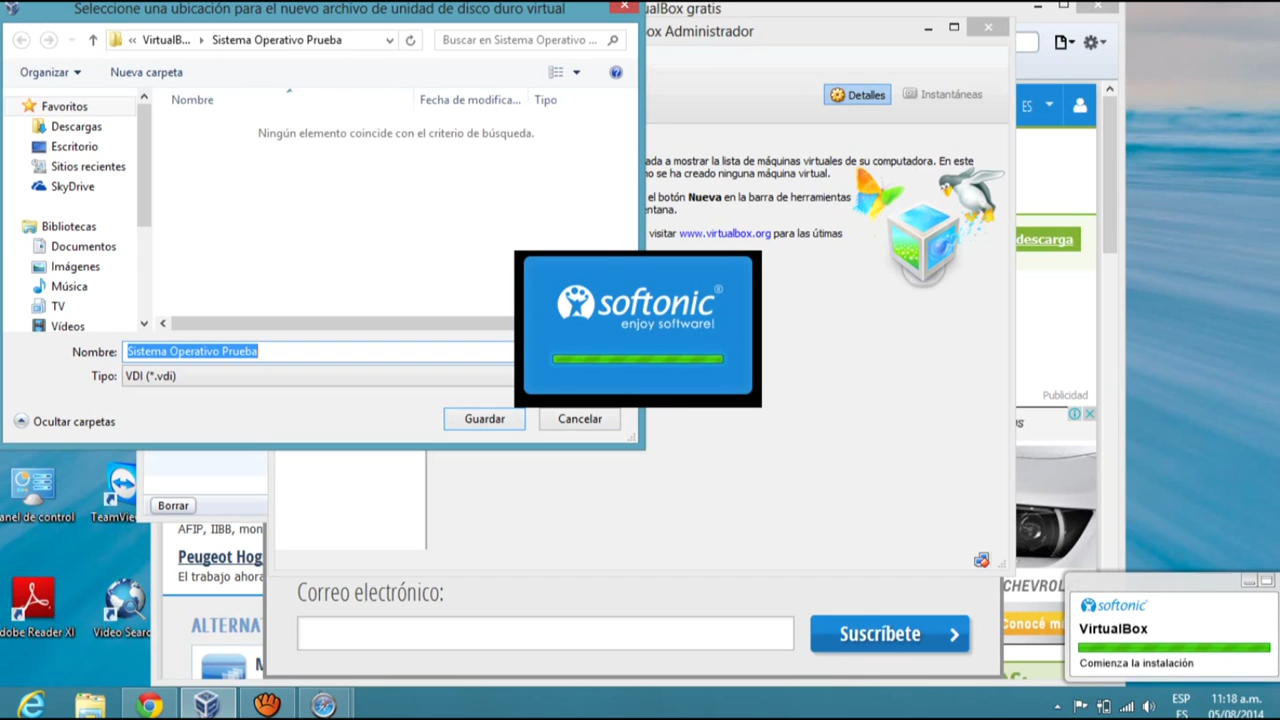 Seleccione una ubicación para el nuevo archivo de unidad de disco duro virtual
ualBox gratis
ox Administrador
VirtualB...
Sistema Operativo Prueba
Buscar en Sistema Operativo ...
Organizar
Nueva carpeta
Nombre
Fecha de modifica...
Tipo
Ningún elemento coincide con el criterio de búsqueda.
Favoritos
Descargas
Escritorio
Sitios recientes
SkyDrive
Bibliotecas
Documentos
Imágenes
Música
TV
Vídeos
Nombre:
Sistema Operativo Prueba
Tipo:
VDI (*.vdi)
Ocultar carpetas
Guardar
Cancelar
Detalles
Instantáneas
ES
ada a mostrar la lista de máquinas virtuales de su computadora. En este
no se ha creado ninguna máquina virtual.
el botón Nueva en la barra de herramientas
entana.
visitar www.virtualbox.org para las útimas
descarga
softonic®
enjoy software!
Publicidad
anel de control
TeamVie
Borrar
AFIP, IIBB, mon
Peugeot Hog
El trabajo ahora
dobe Reader XI
Video Searc
ALTERNA
M
Correo electrónico:
Suscríbete
CHEVROL
Conocé m
softonic
VirtualBox
Comienza la instalación
ESP
ES
11:18 a.m.
05/08/2014